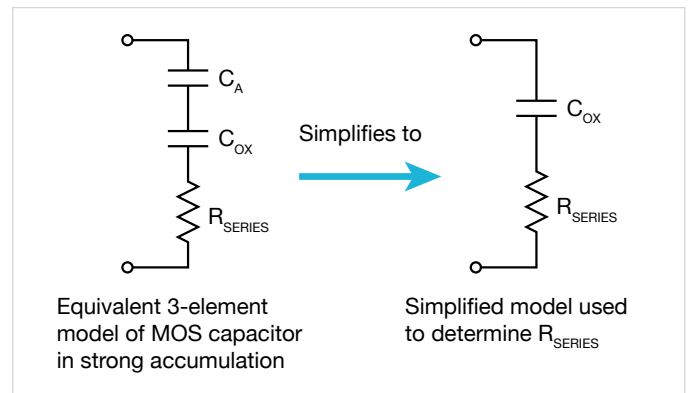 C_A
C_OX
R_SERIES
Equivalent 3-element
model of MOS capacitor
in strong accumulation
Simplifies to
C_OX
R_SERIES
Simplified model used
to determine R_SERIES